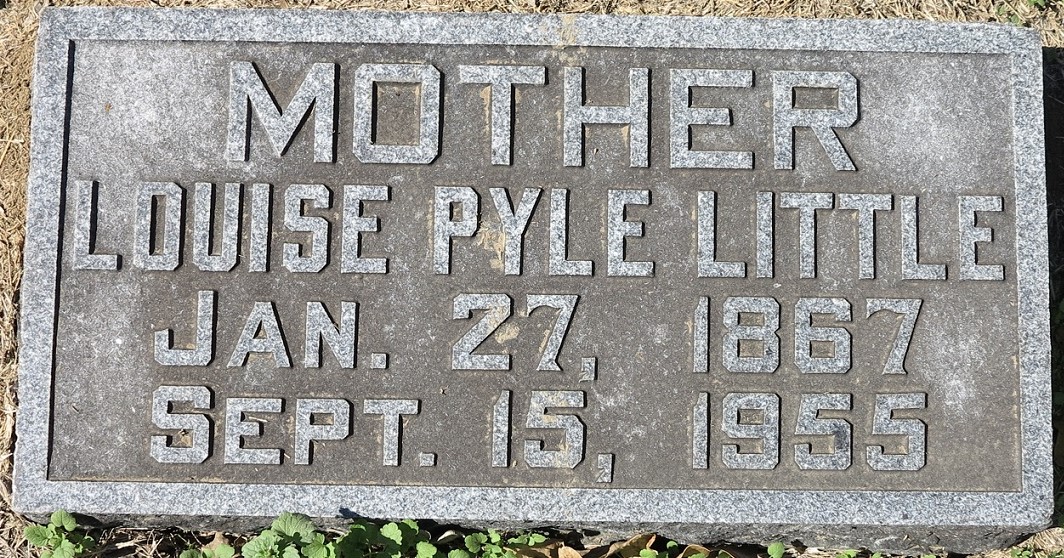 MOTHER
LOUISE PYLE LITTLE
JAN. 27, 1867
SEPT. 15, 1955